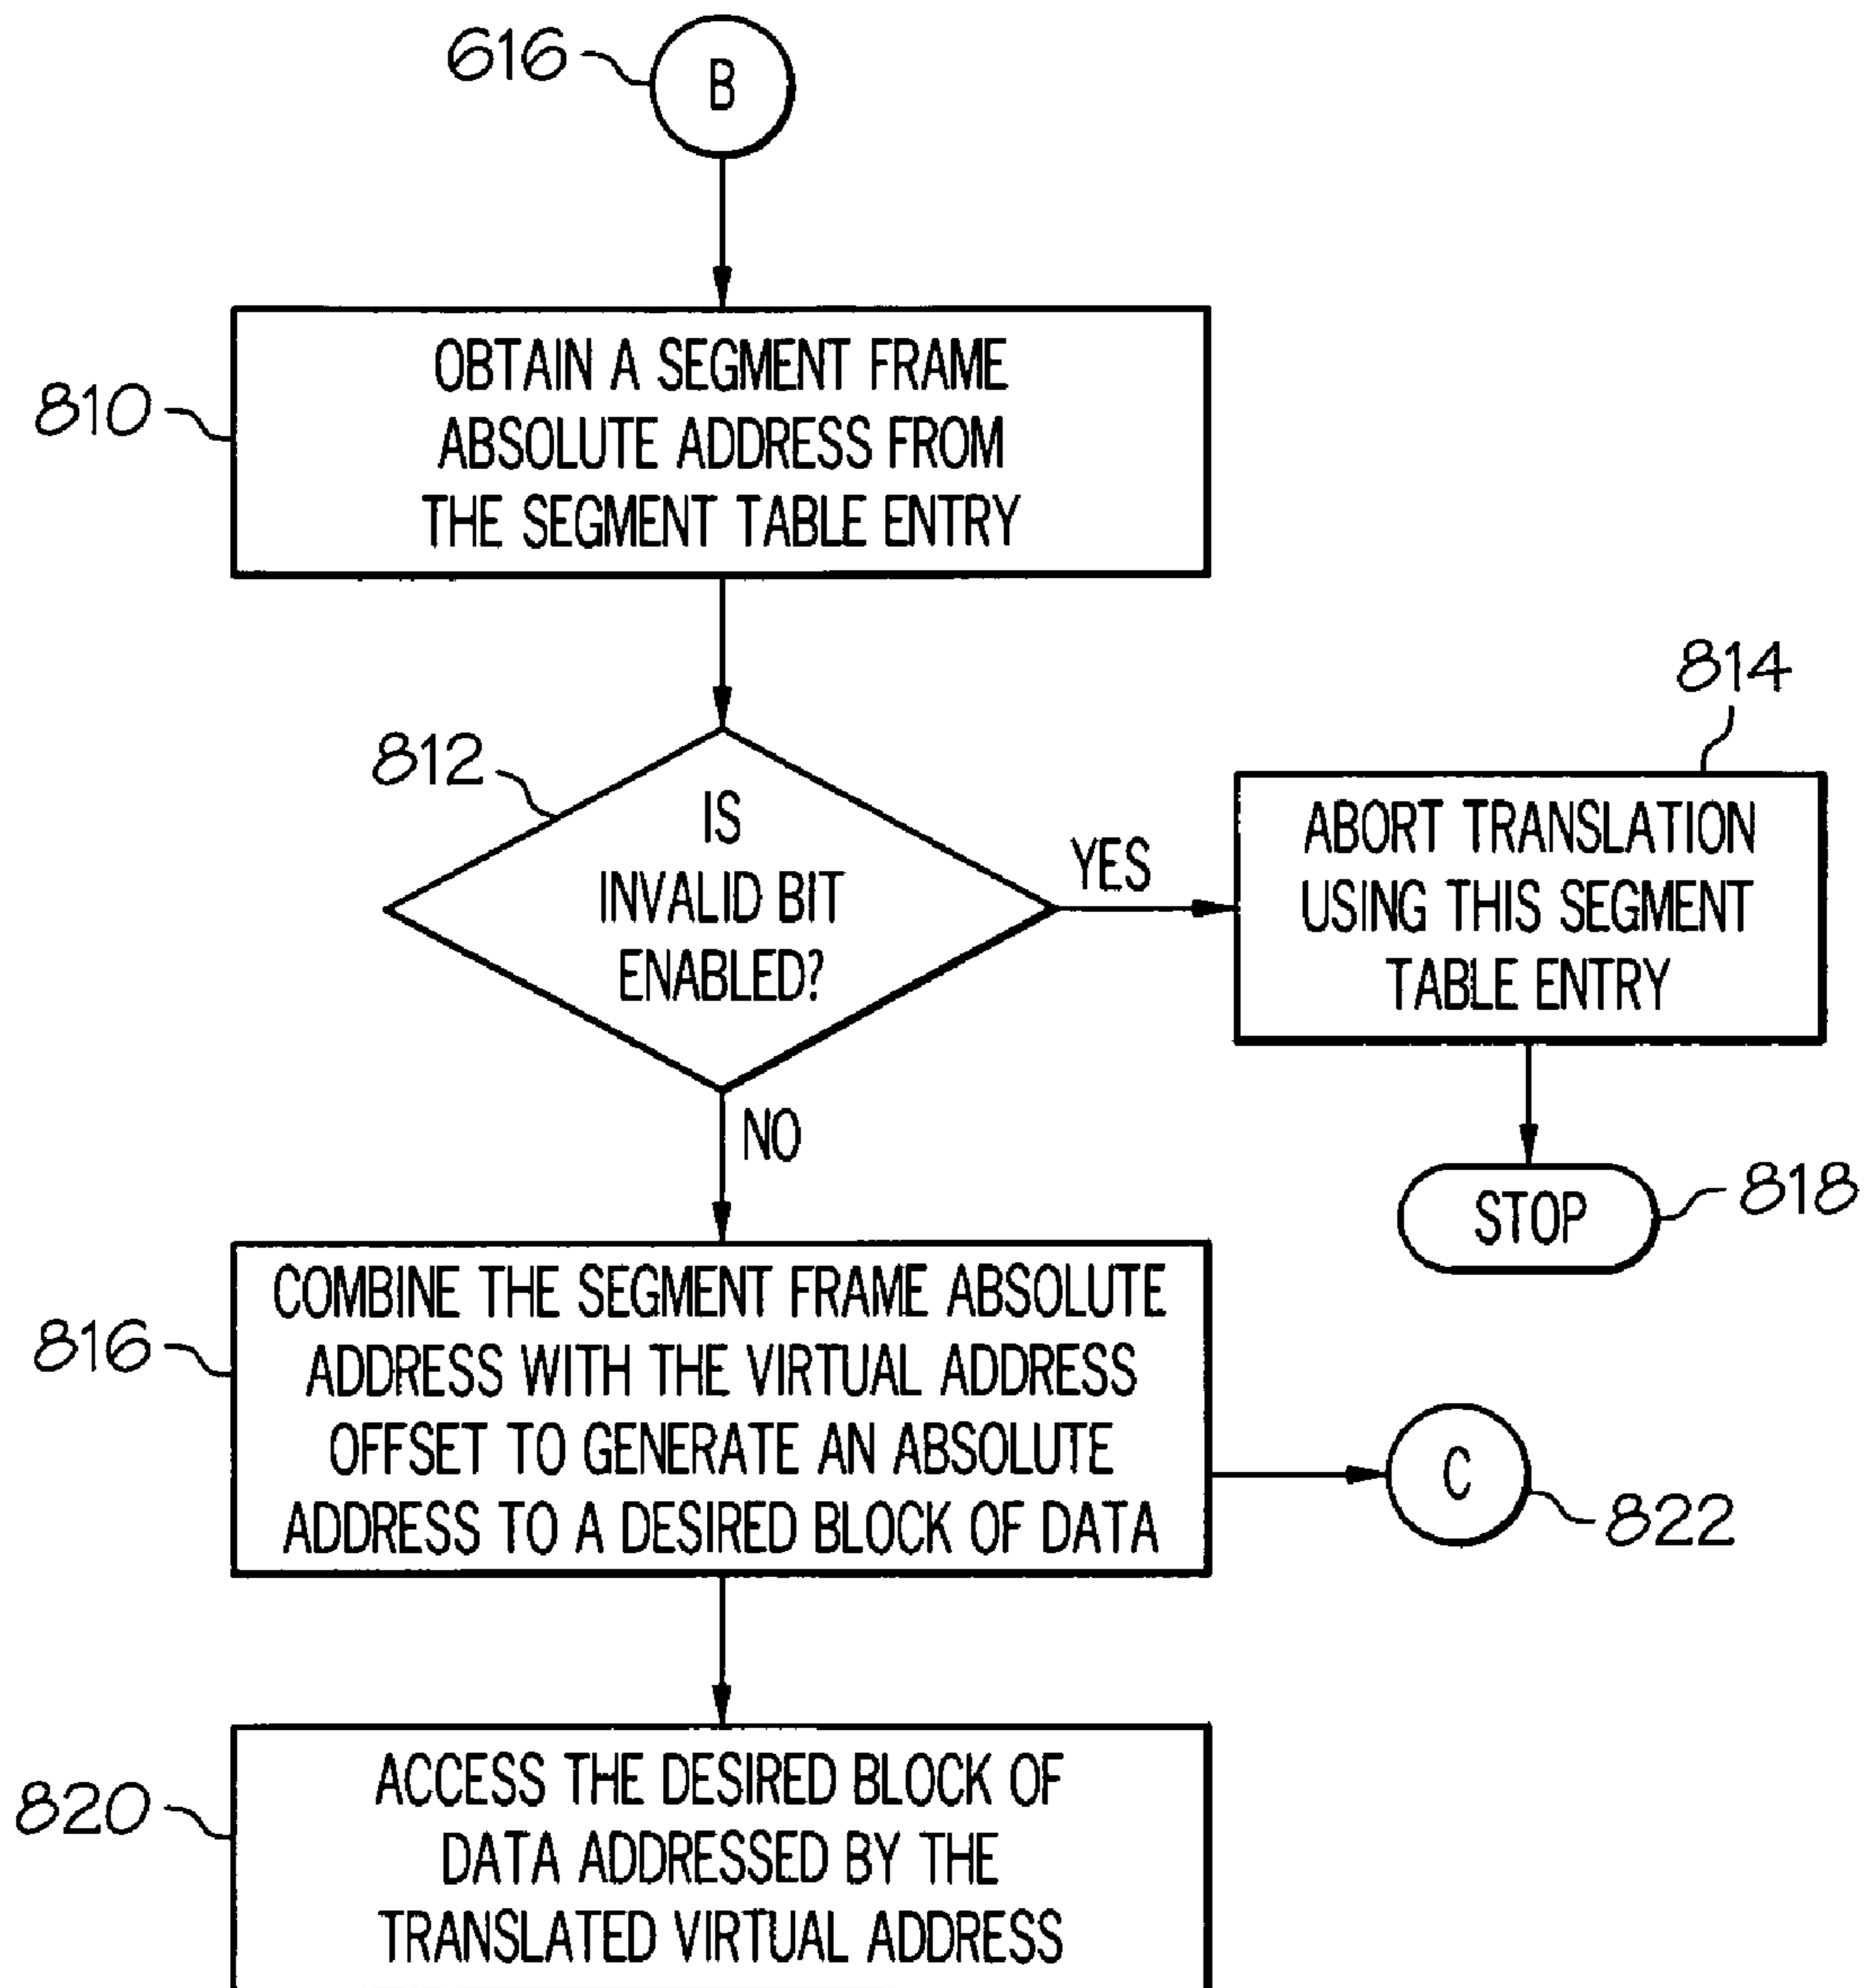 616
B
810
OBTAIN A SEGMENT FRAME
ABSOLUTE ADDRESS FROM
THE SEGMENT TABLE ENTRY
812
IS
INVALID BIT
ENABLED?
YES
814
ABORT TRANSLATION
USING THIS SEGMENT
TABLE ENTRY
STOP
818
NO
816
COMBINE THE SEGMENT FRAME ABSOLUTE
ADDRESS WITH THE VIRTUAL ADDRESS
OFFSET TO GENERATE AN ABSOLUTE
ADDRESS TO A DESIRED BLOCK OF DATA
C
822
820
ACCESS THE DESIRED BLOCK OF
DATA ADDRESSED BY THE
TRANSLATED VIRTUAL ADDRESS